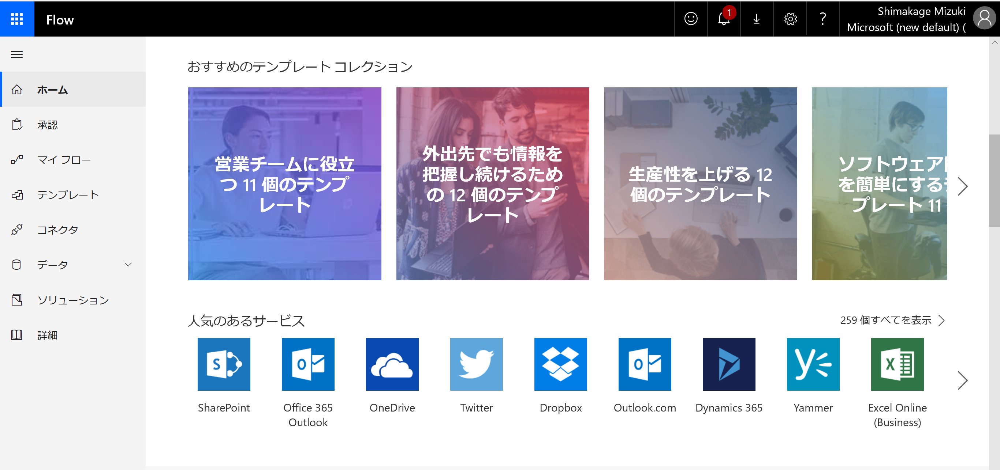 Flow
1
?
Shimakage Mizuki
Microsoft (new default) (
ホーム
承認
マイ フロー
テンプレート
コネクタ
データ
ソリューション
詳細
おすすめのテンプレート コレクション
営業チームに役立
つ 11 個のテンプ
レート
外出先でも情報を
把握し続けるため
の 12 個のテンプ
レート
生産性を上げる 12
個のテンプレート
ソフトウェア
を簡単にする
プレート 11
人気のあるサービス
259 個すべてを表示
SharePoint
Office 365
Outlook
OneDrive
Twitter
Dropbox
Outlook.com
Dynamics 365
Yammer
Excel Online
(Business)